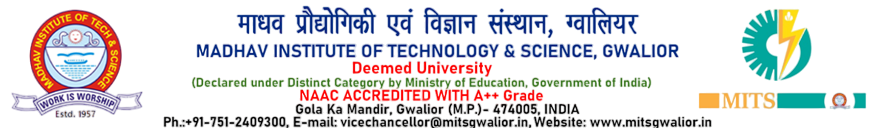 MADHAV INSTITUTE OF TECH & SCIENCE
WORK IS WORSHIP
Estd. 1957
माधव प्रौद्योगिकी एवं विज्ञान संस्थान, ग्वालियर
MADHAV INSTITUTE OF TECHNOLOGY & SCIENCE, GWALIOR
Deemed University
(Declared under Distinct Category by Ministry of Education, Government of India)
NAAC ACCREDITED WITH A++ Grade
Gola Ka Mandir, Gwalior (M.P.)- 474005, INDIA
Ph.:+91-751-2409300, E-mail: vicechancellor@mitsgwalior.in, Website: www.mitsgwalior.in
MITS